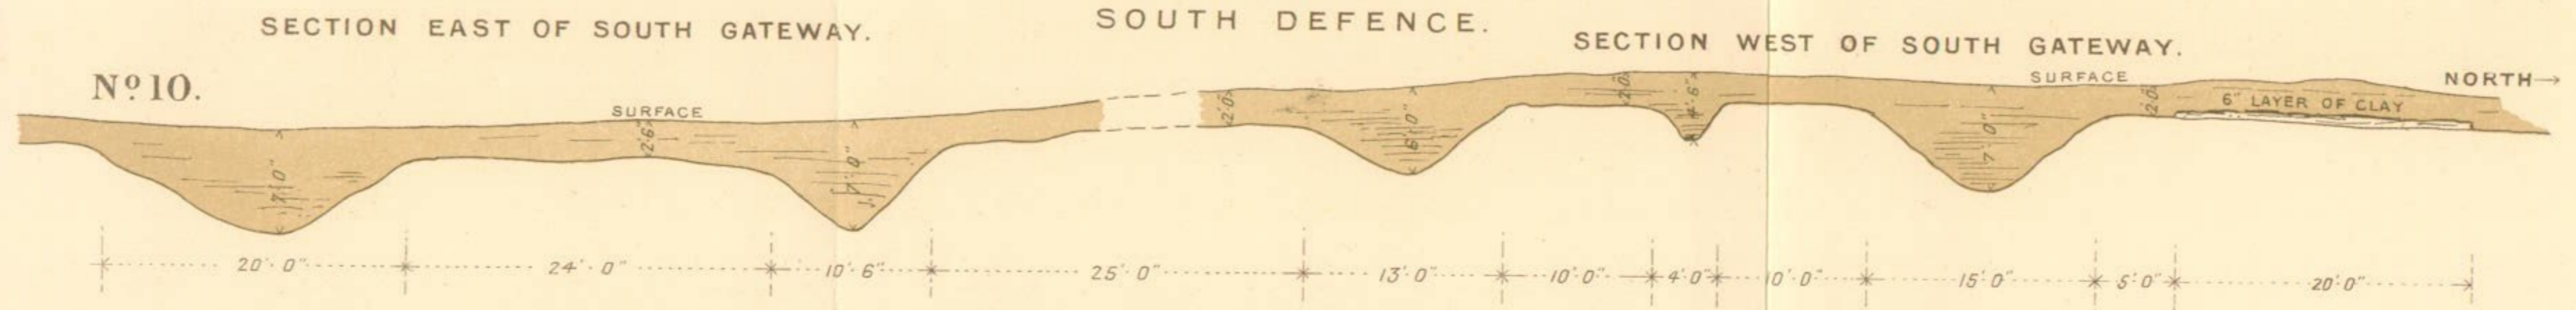 SOUTH DEFENCE.
SECTION EAST OF SOUTH GATEWAY.
SECTION WEST OF SOUTH GATEWAY.
Nº 10.
SURFACE
SURFACE
NORTH
6" LAYER OF CLAY
7'.0"
2'.6"
7'.0"
2'.0"
6'.0"
2'.0"
4'.6"
7'.0"
2'.0"
20'.0" 24'.0" 10'.6" 25'.0" 13'.0" 10'.0" 4'.0" 10'.0" 15'.0" 5'.0" 20'.0"